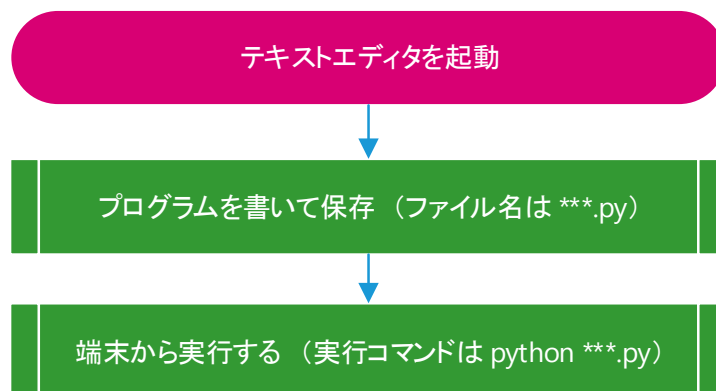 テキストエディタを起動
プログラムを書いて保存 （ファイル名は ***.py）
端末から実行する （実行コマンドは python ***.py）